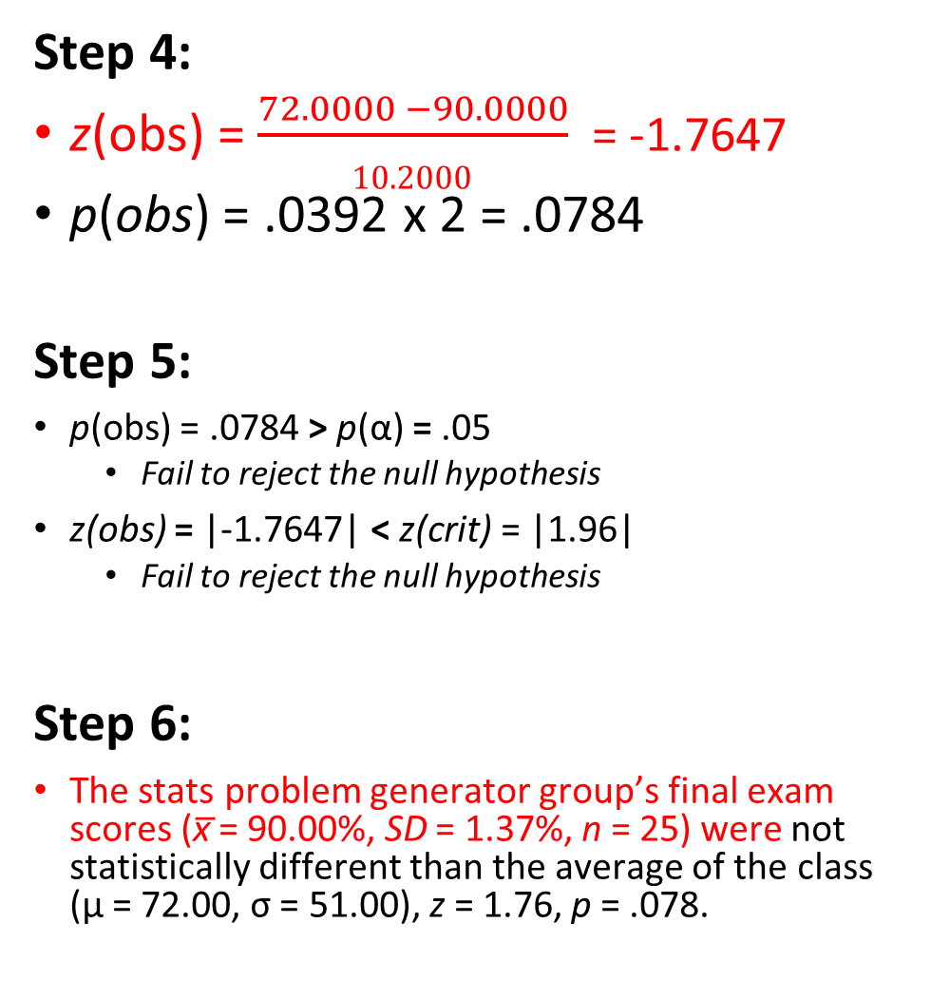 Step 4:
• z(obs) = 72.0000 −90.0000 / 10.2000 = -1.7647
• p(obs) = .0392 x 2 = .0784
Step 5:
• p(obs) = .0784 > p(α) = .05
• Fail to reject the null hypothesis
• z(obs) = |-1.7647| < z(crit) = |1.96|
• Fail to reject the null hypothesis
Step 6:
• The stats problem generator group’s final exam
scores (x̅ = 90.00%, SD = 1.37%, n = 25) were not
statistically different than the average of the class
(μ = 72.00, σ = 51.00), z = 1.76, p = .078.